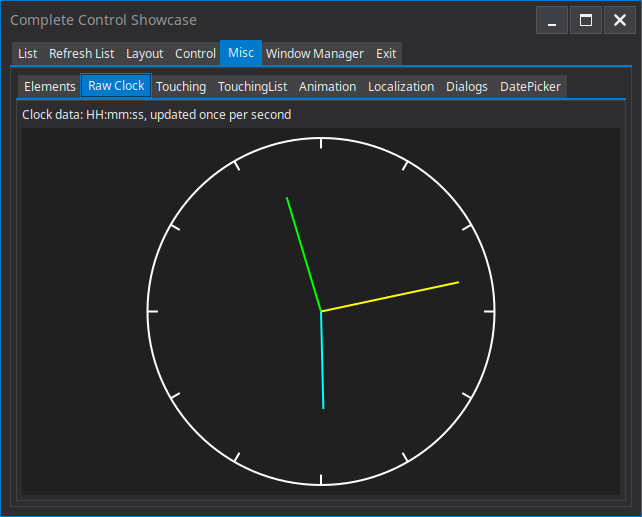 Complete Control Showcase
List Refresh List Layout Control Misc Window Manager Exit
Elements Raw Clock Touching TouchingList Animation Localization Dialogs DatePicker
Clock data: HH:mm:ss, updated once per second